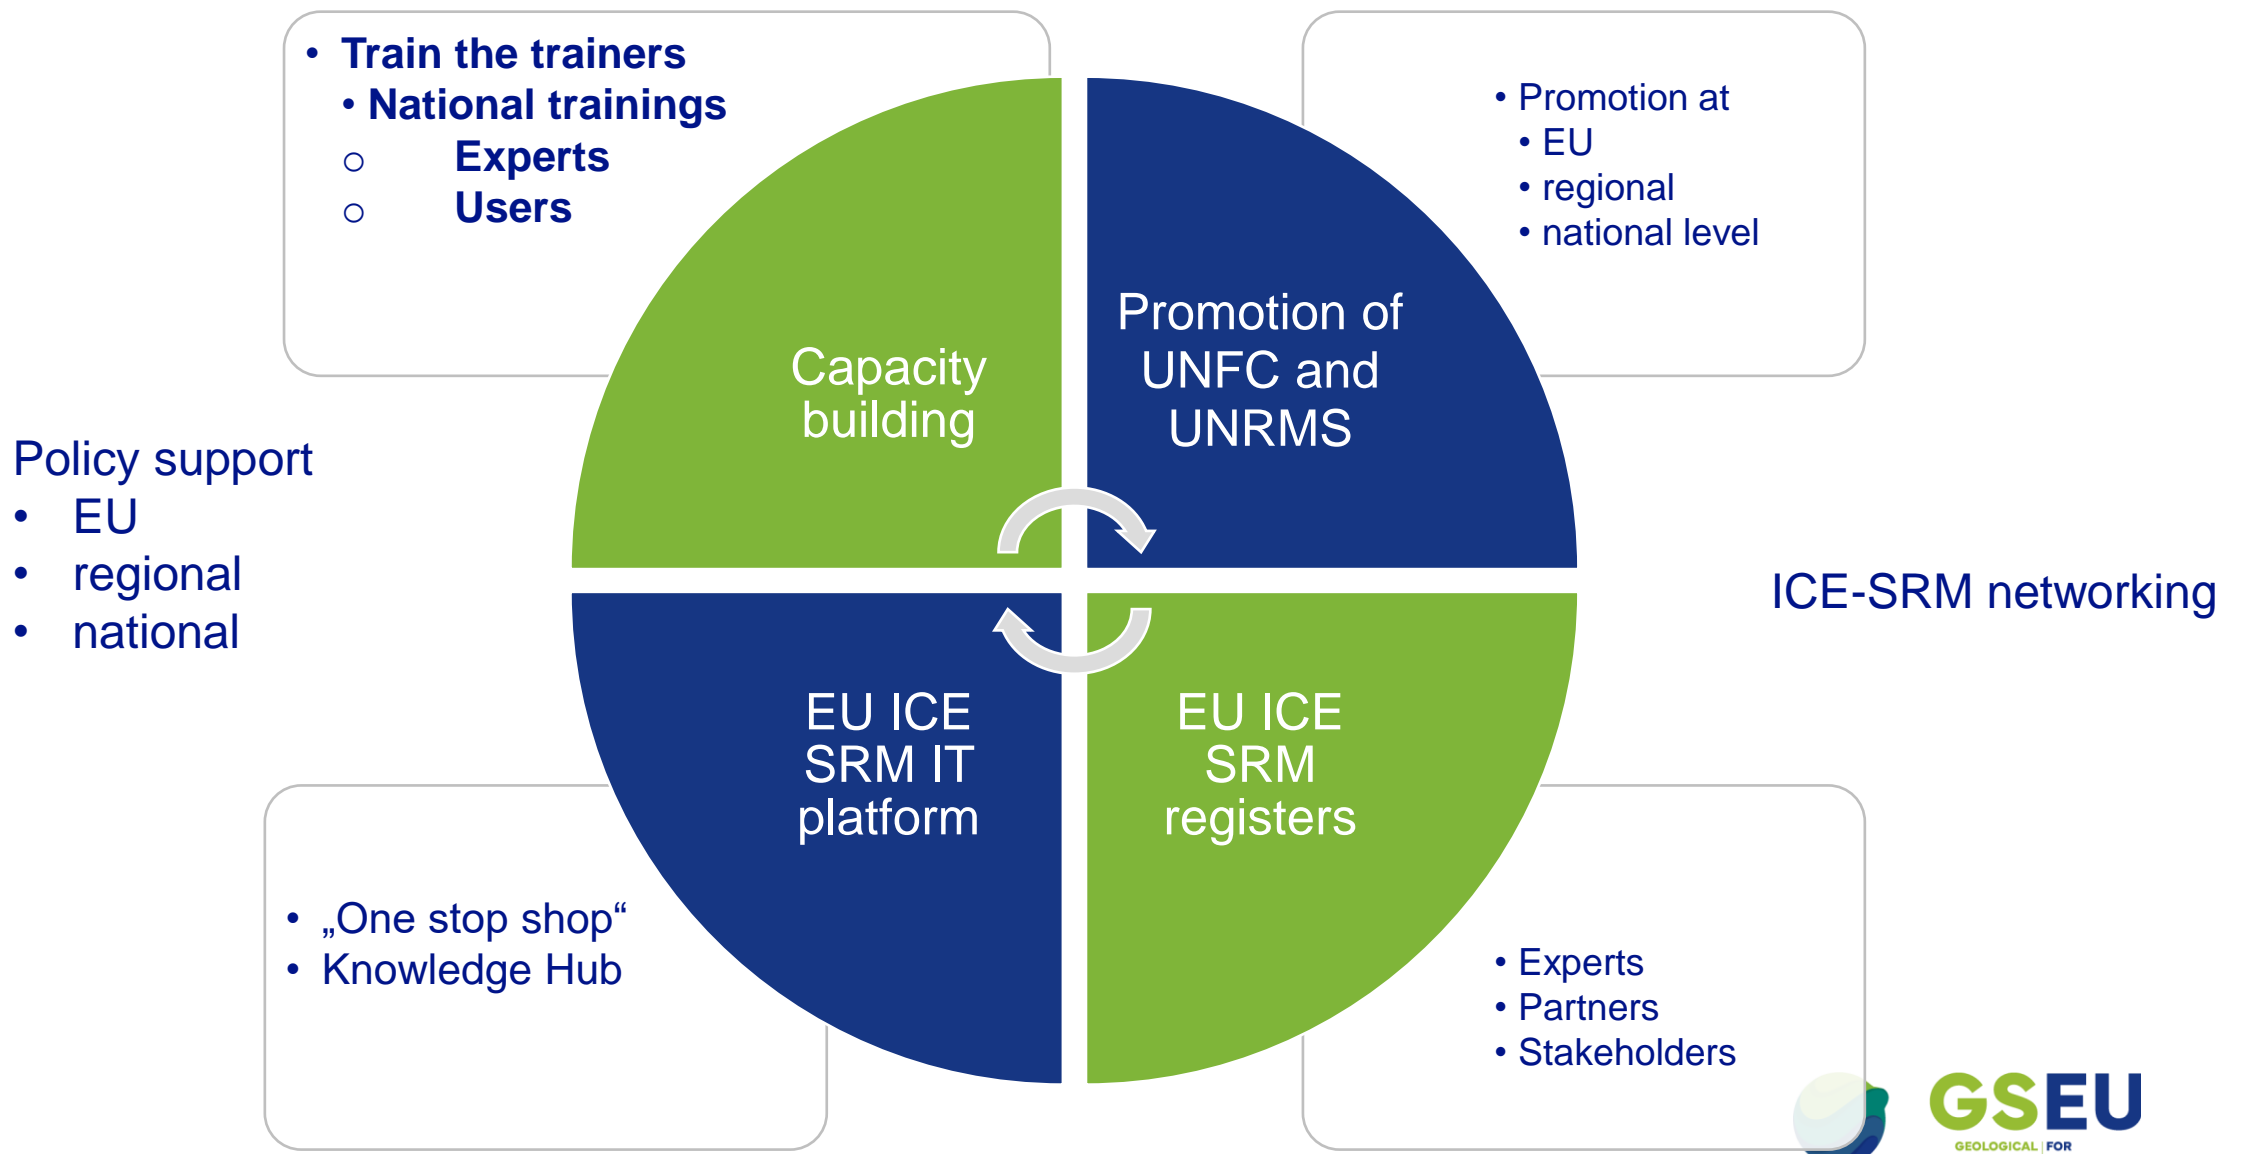 • Train the trainers
• National trainings
o Experts
o Users
• Promotion at
• EU
• regional
• national level
Capacity
building
Promotion of
UNFC and
UNRMS
Policy support
• EU
• regional
• national
ICE-SRM networking
EU ICE
SRM IT
platform
EU ICE
SRM
registers
• „One stop shop“
• Knowledge Hub
• Experts
• Partners
• Stakeholders
GSEU
GEOLOGICAL | FOR